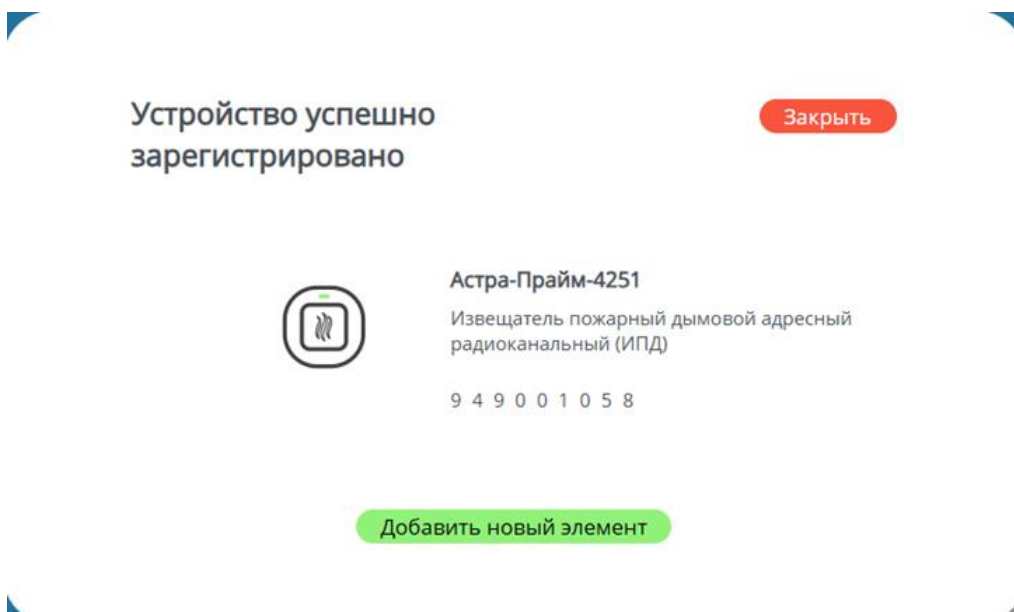 Устройство успешно
зарегистрировано
Закрыть
Астра-Прайм-4251
Извещатель пожарный дымовой адресный
радиоканальный (ИПД)
9 4 9 0 0 1 0 5 8
Добавить новый элемент